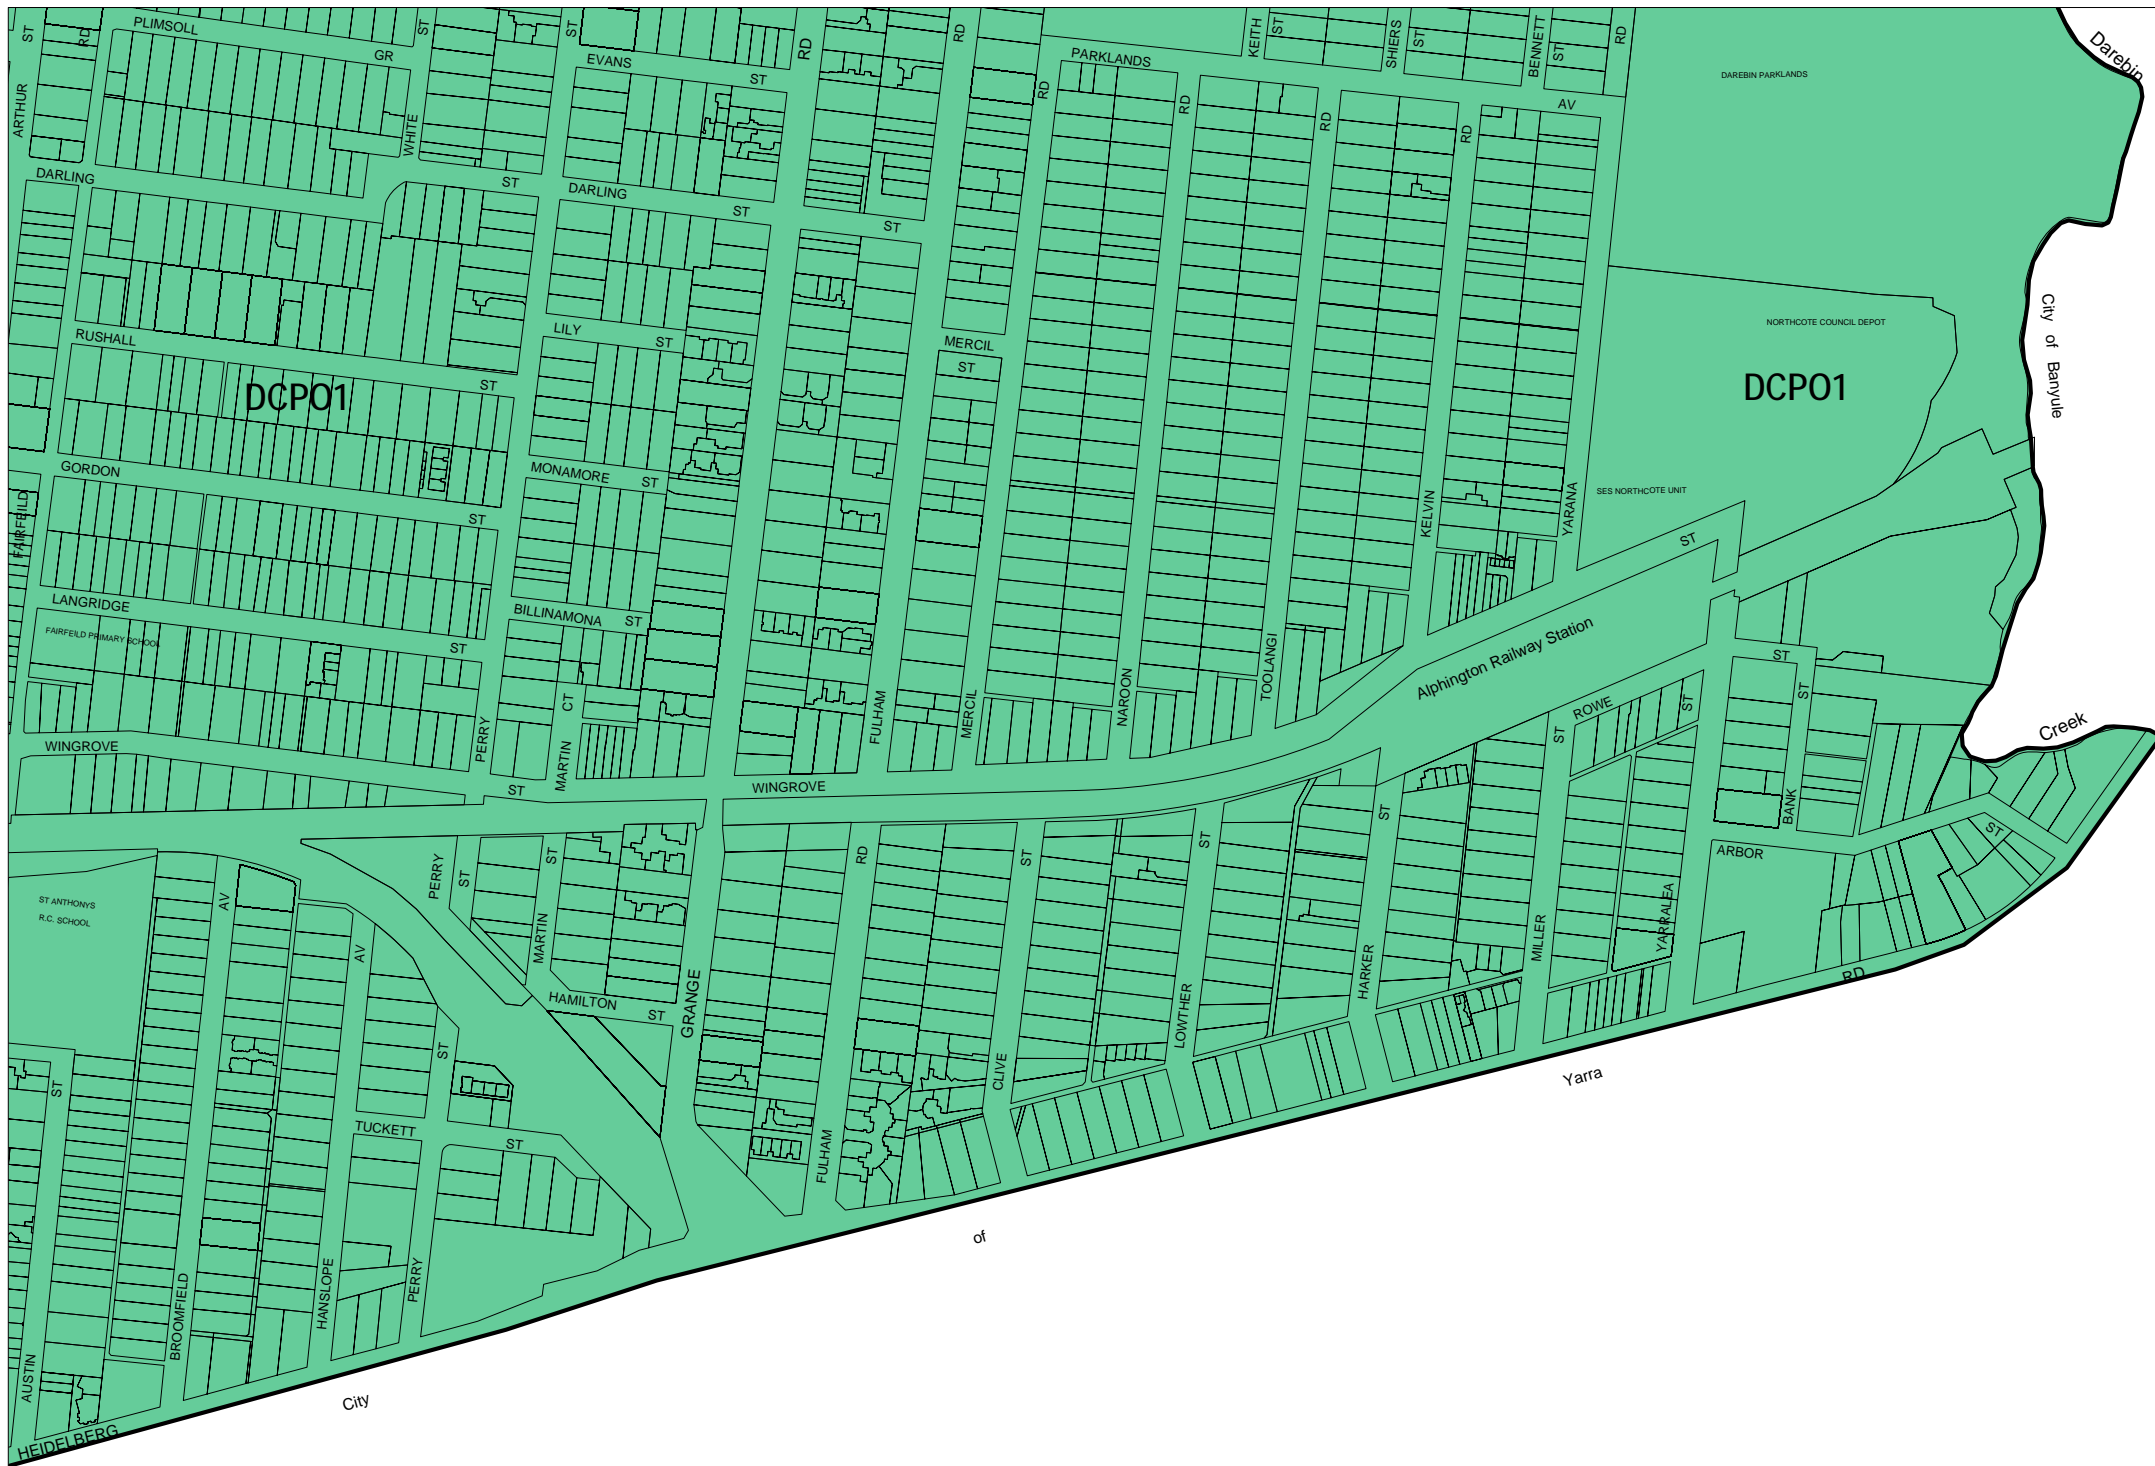 PLIMSOLL
GR
ST
RD
ST
ST
RD
RD
KEITH
ST
SHIERS
ST
BENNETT
ST
RD
Darebin
EVANS
ST
PARKLANDS
AV
DAREBIN PARKLANDS
ARTHUR
WHITE
RD
RD
RD
RD
DARLING
ST
DARLING
ST
ST
RUSHALL
ST
LILY
ST
MERCIL
ST
NORTHCOTE COUNCIL DEPOT
City of Banyule
DCPO1
DCPO1
GORDON
ST
MONAMORE
ST
SES NORTHCOTE UNIT
FAIRFEILD
KELVIN
YARANA
ST
LANGRIDGE
ST
BILLINAMONA
ST
FAIRFEILD PRIMARY SCHOOL
Alphington Railway Station
PERRY
MARTIN
CT
FULHAM
MERCIL
NAROON
TOOLANGI
ST
ROWE
ST
ST
ST
Creek
WINGROVE
ST
WINGROVE
BANK
ST
ARBOR
ST
ST ANTHONYS
R.C. SCHOOL
AV
AV
PERRY
ST
MARTIN
ST
RD
ST
ST
HAMILTON
ST
GRANGE
CLIVE
LOWTHER
HARKER
MILLER
YARRALEA
RD
ST
ST
TUCKETT
ST
FULHAM
Yarra
of
AUSTIN
BROOMFIELD
HANSLOPE
PERRY
City
HEIDELBERG